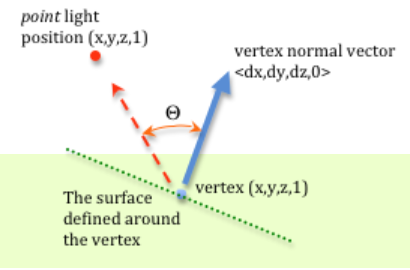 point light
position (x,y,z,1)
vertex normal vector
<dx,dy,dz,0>
Θ
vertex (x,y,z,1)
The surface
defined around
the vertex